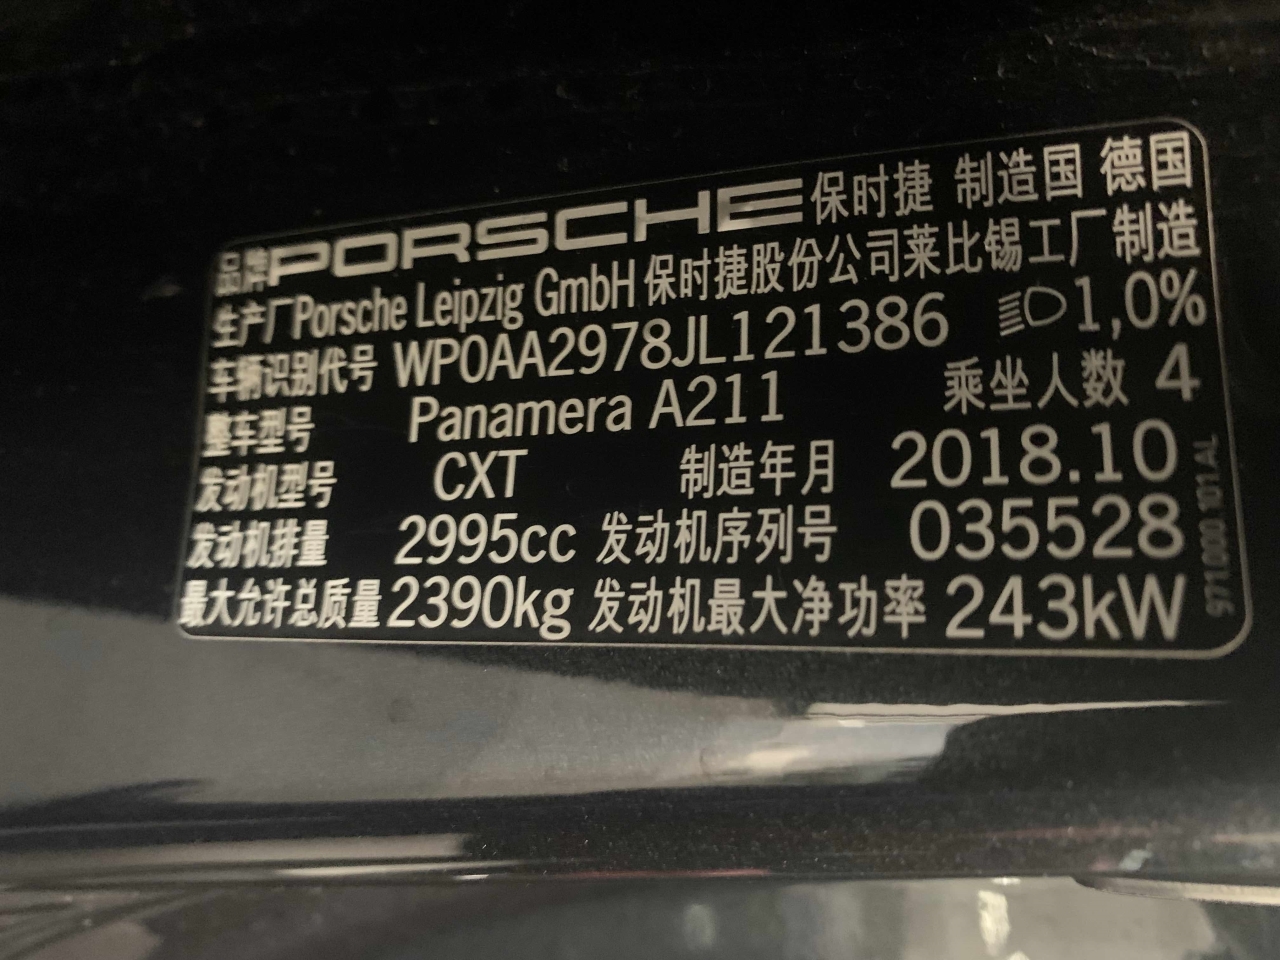 品牌 PORSCHE 保时捷 制造国 德国
生产厂 Porsche Leipzig GmbH 保时捷股份公司莱比锡工厂制造
车辆识别代号 WP0AA2978JL121386 1,0%
整车型号 Panamera A211 乘坐人数 4
发动机型号 CXT 制造年月 2018.10
发动机排量 2995cc 发动机序列号 035528
最大允许总质量 2390kg 发动机最大净功率 243kW
971000 101 AL